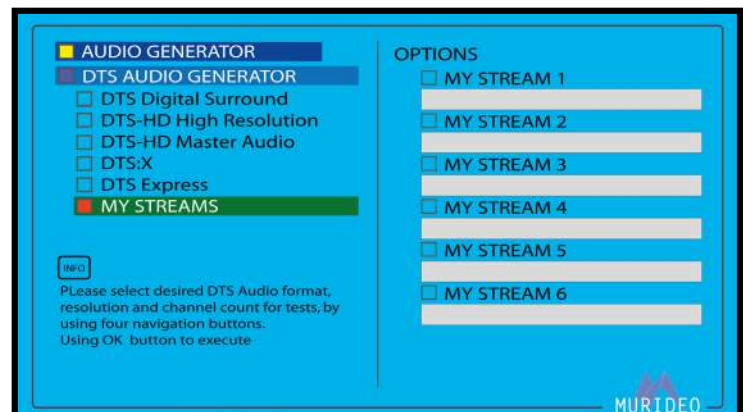 AUDIO GENERATOR
DTS AUDIO GENERATOR
DTS Digital Surround
DTS-HD High Resolution
DTS-HD Master Audio
DTS:X
DTS Express
MY STREAMS
INFO
PLease select desired DTS Audio format,
resolution and channel count for tests, by
using four navigation buttons.
Using OK button to execute
OPTIONS
MY STREAM 1
MY STREAM 2
MY STREAM 3
MY STREAM 4
MY STREAM 5
MY STREAM 6
MURIDEO